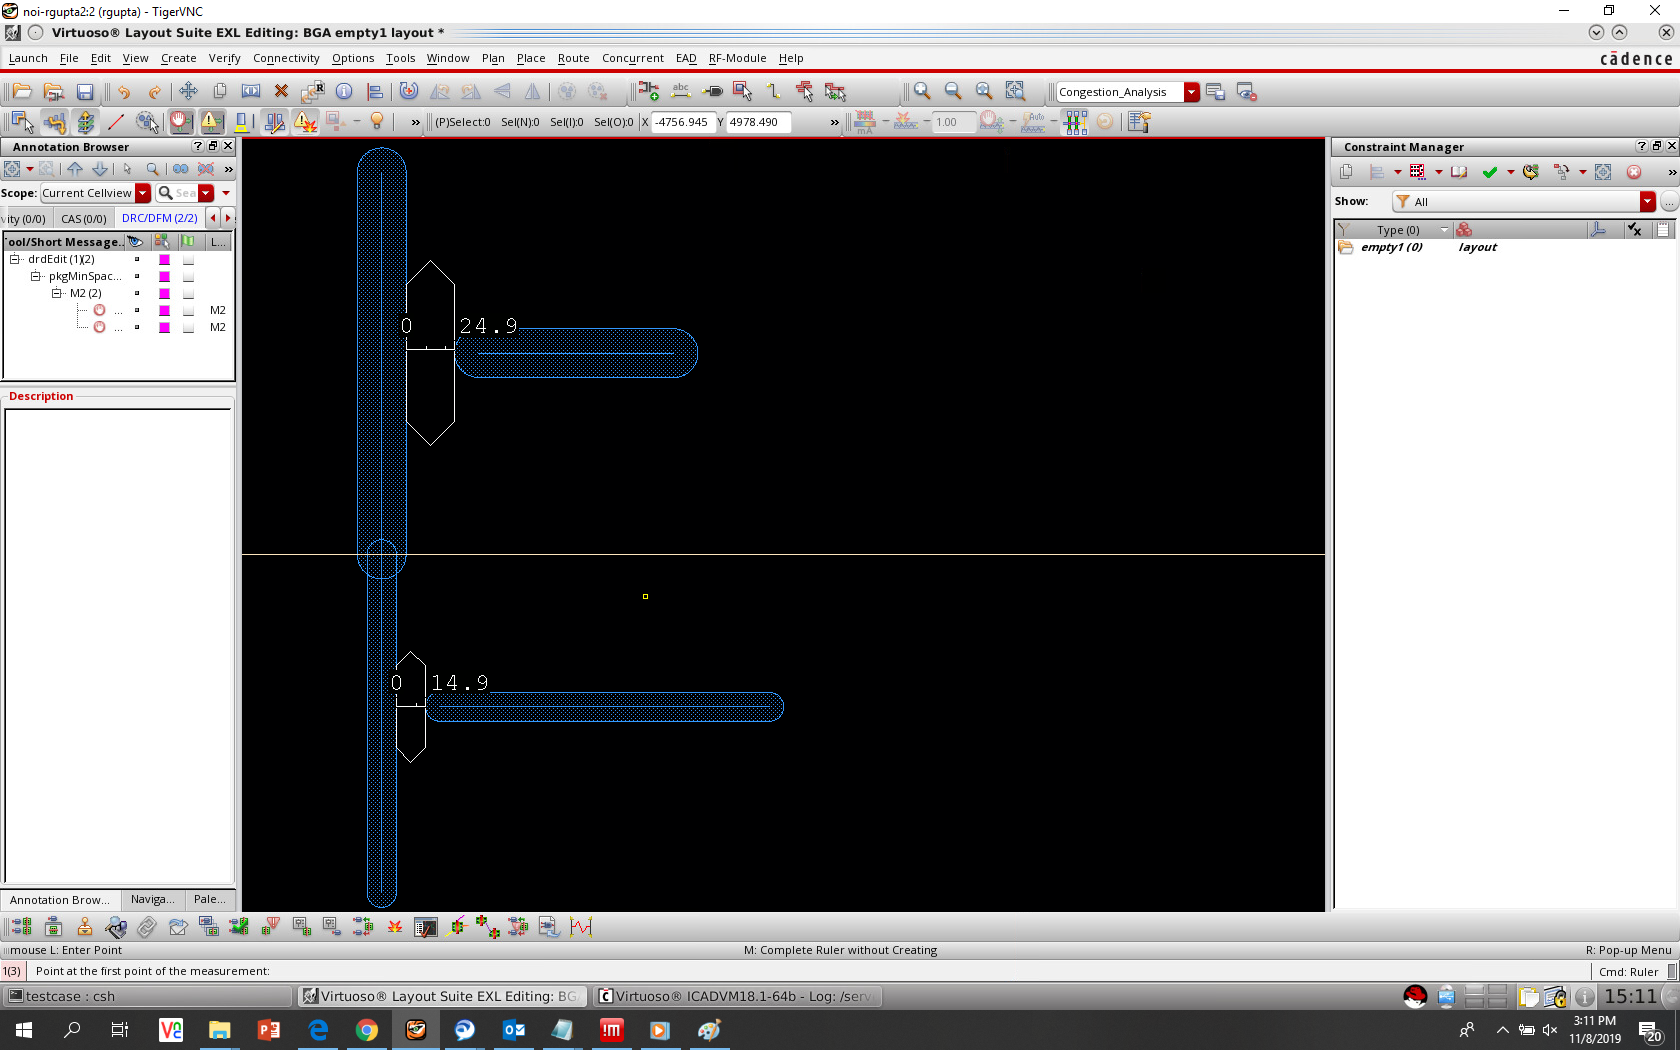 noi-rgupta2:2 (rgupta) - TigerVNC
Virtuoso® Layout Suite EXL Editing: BGA empty1 layout *
Launch File Edit View Create Verify Connectivity Options Tools Window Plan Place Route Concurrent EAD RF-Module Help
cādence
Congestion_Analysis
(P)Select:0 Sel(N):0 Sel(I):0 Sel(O):0 X -4756.945 Y 4978.490
mA
1.00
Auto
Annotation Browser
Scope: Current Cellview Sea
vity (0/0) CAS (0/0) DRC/DFM (2/2)
ool/Short Message.. L...
drdEdit (1)(2)
pkgMinSpac...
M2 (2)
... M2
... M2
Description
0 24.9
0 14.9
Constraint Manager
Show: All
Type (0)
empty1 (0) layout
Annotation Brow... Naviga... Pale...
mouse L: Enter Point M: Complete Ruler without Creating R: Pop-up Menu
1(3) Point at the first point of the measurement: Cmd: Ruler
testcase : csh Virtuoso® Layout Suite EXL Editing: BG Virtuoso® ICADVM18.1-64b - Log: /serv 15:11
3:11 PM
11/8/2019
20